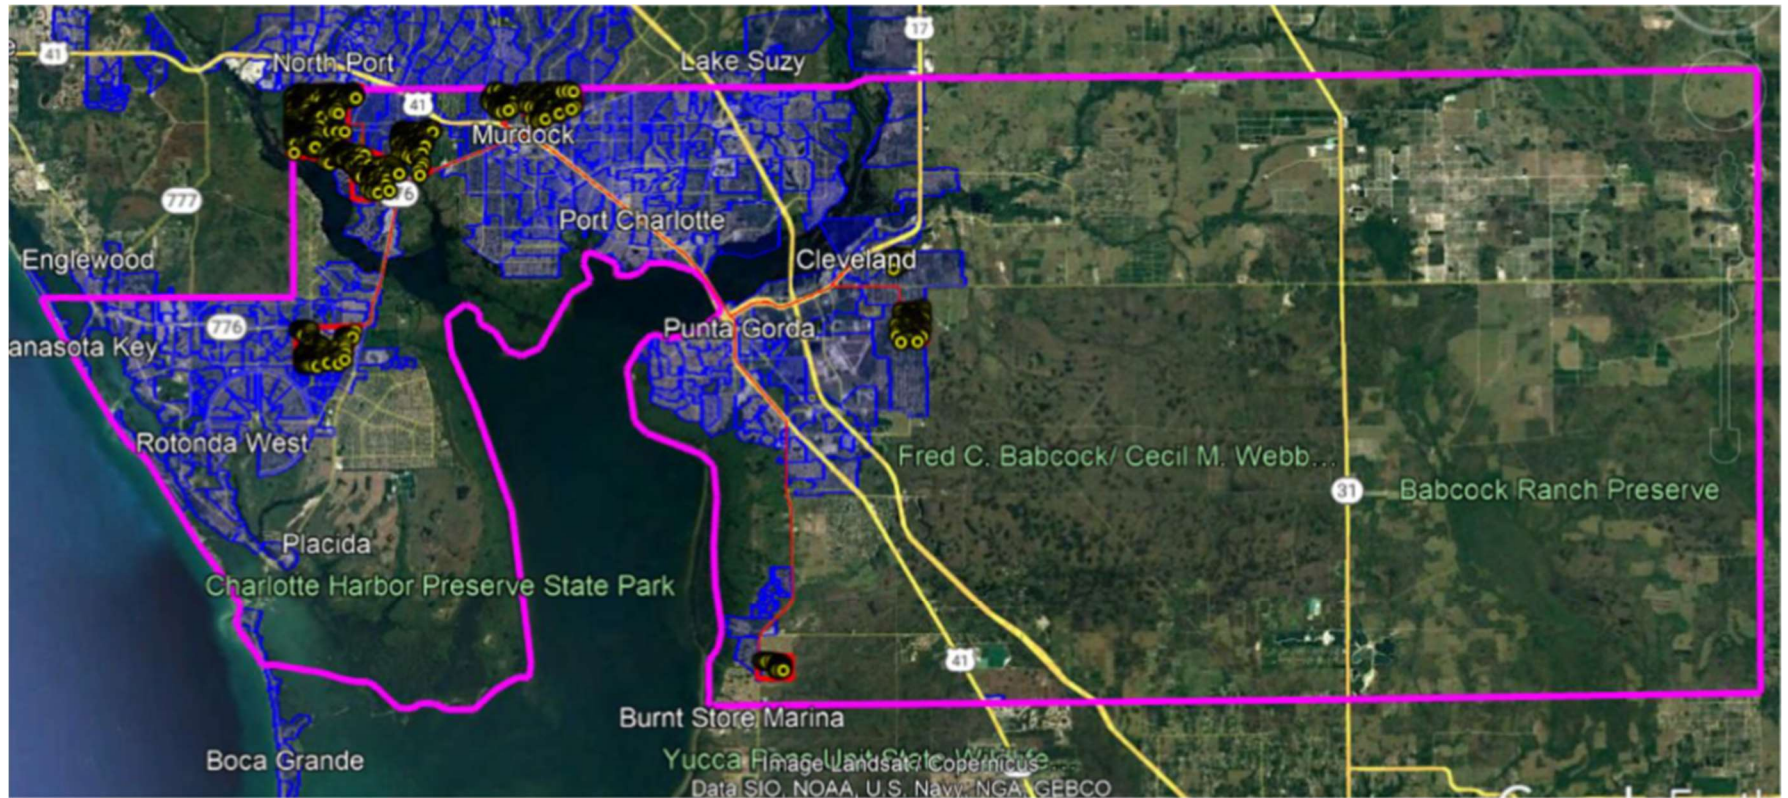 17
41
North Port
Lake Suzy
41
Murdock
777
Port Charlotte
Englewood
Cleveland
776
Punta Gorda
anasota Key
Rotonda West
Fred C. Babcock/ Cecil M. Webb...
31
Babcock Ranch Preserve
Placida
Charlotte Harbor Preserve State Park
41
Burnt Store Marina
Boca Grande
Image Landsat / Copernicus
Data SIO, NOAA, U.S. Navy, NGA, GEBCO